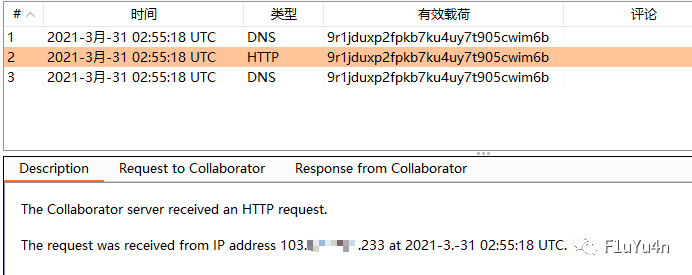 # 时间 类型 有效载荷 评论
1 2021-3月-31 02:55:18 UTC DNS 9r1jduxp2fpkb7ku4uy7t905cwim6b
2 2021-3月-31 02:55:18 UTC HTTP 9r1jduxp2fpkb7ku4uy7t905cwim6b
3 2021-3月-31 02:55:18 UTC DNS 9r1jduxp2fpkb7ku4uy7t905cwim6b
Description Request to Collaborator Response from Collaborator
The Collaborator server received an HTTP request.
The request was received from IP address 103. .233 at 2021-3.-31 02:55:18 UTC.
F1uYu4n